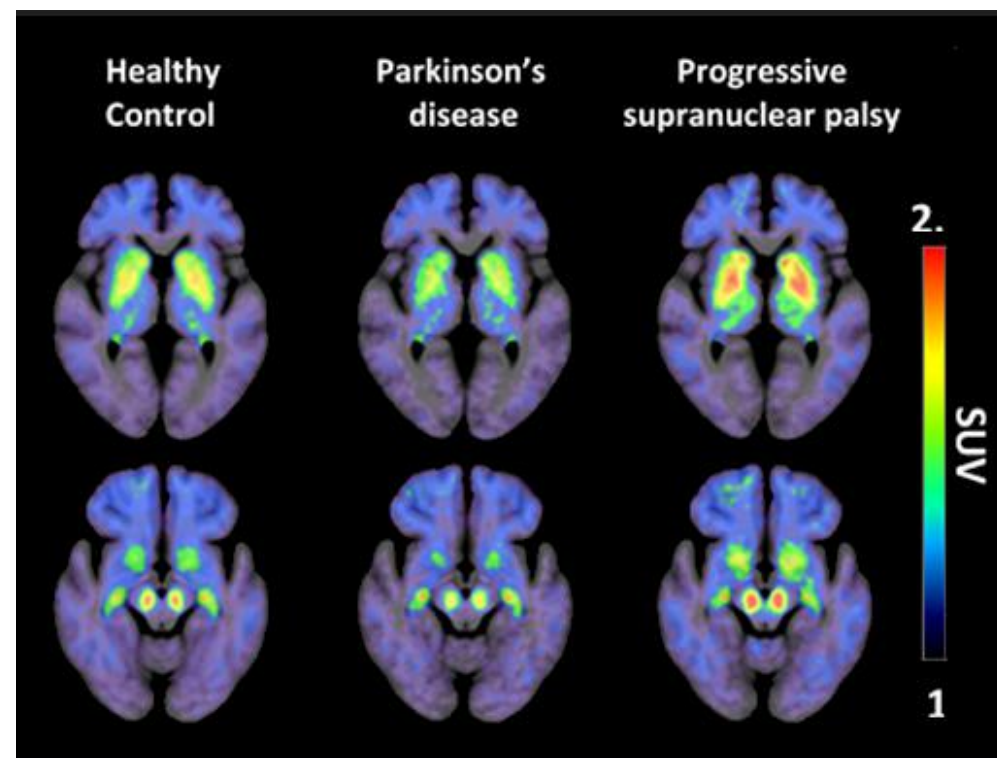 Healthy
Control
Parkinson’s
disease
Progressive
supranuclear palsy
2.
SUV
1